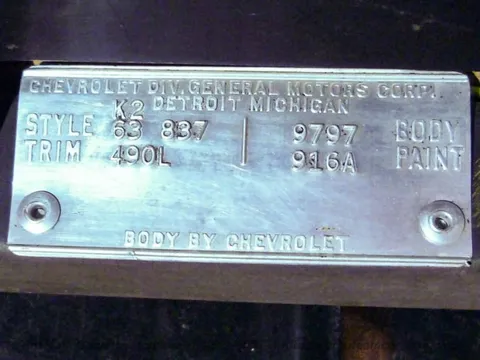 CHEVROLET DIV. GENERAL MOTORS CORP.
K2 DETROIT MICHIGAN
STYLE 63 837 9797 BODY
TRIM 490L 916A PAINT
BODY BY CHEVROLET